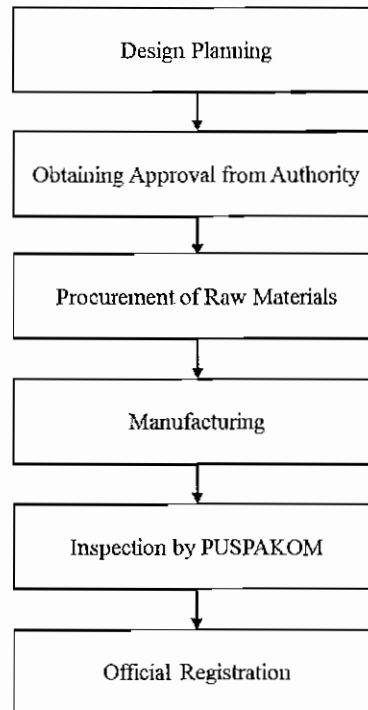 Design Planning
Obtaining Approval from Authority
Procurement of Raw Materials
Manufacturing
Inspection by PUSPAKOM
Official Registration